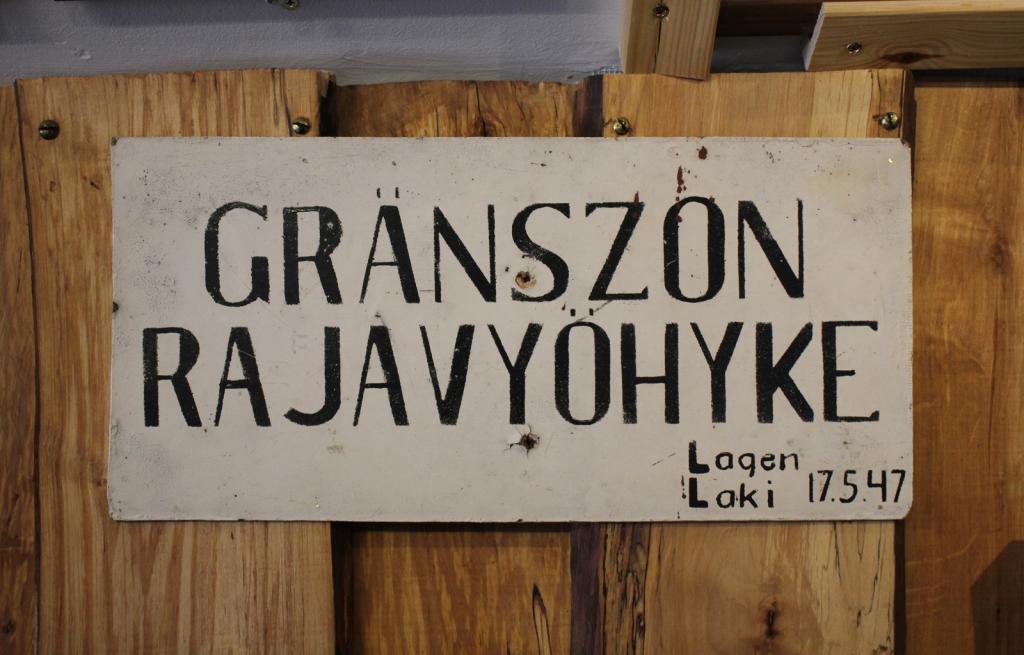 GRÄNSZON
RAJAVYÖHYKE
Lagen
Laki 17.5.47